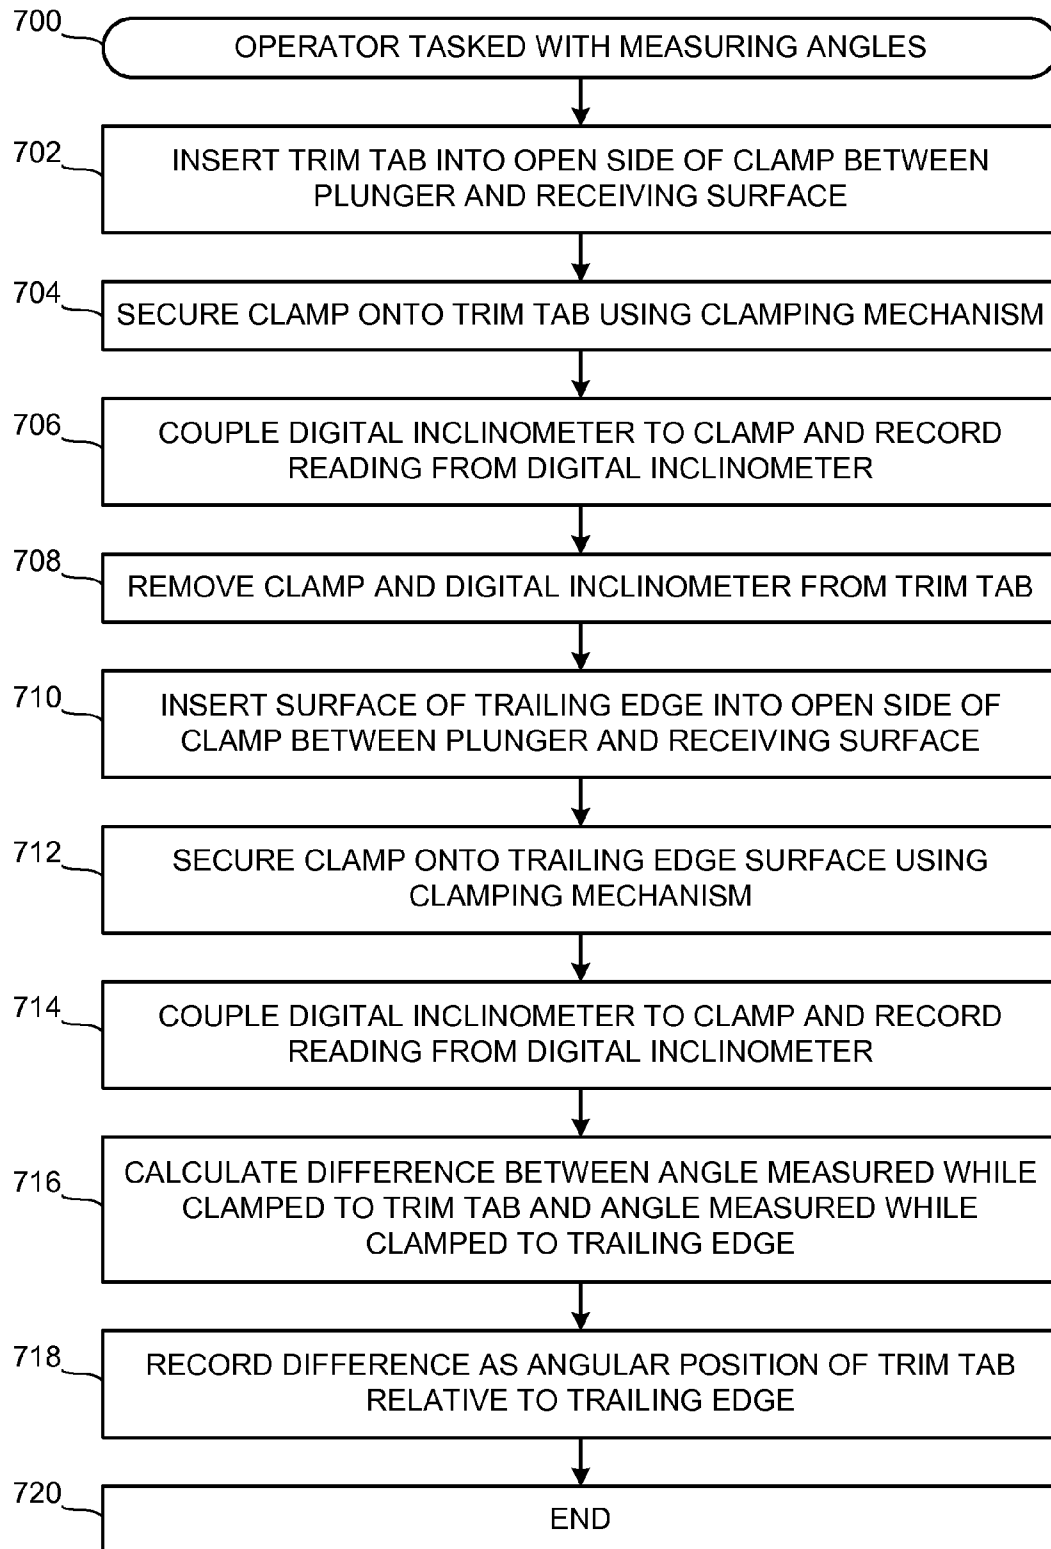 700
OPERATOR TASKED WITH MEASURING ANGLES
702
INSERT TRIM TAB INTO OPEN SIDE OF CLAMP BETWEEN
PLUNGER AND RECEIVING SURFACE
704
SECURE CLAMP ONTO TRIM TAB USING CLAMPING MECHANISM
706
COUPLE DIGITAL INCLINOMETER TO CLAMP AND RECORD
READING FROM DIGITAL INCLINOMETER
708
REMOVE CLAMP AND DIGITAL INCLINOMETER FROM TRIM TAB
710
INSERT SURFACE OF TRAILING EDGE INTO OPEN SIDE OF
CLAMP BETWEEN PLUNGER AND RECEIVING SURFACE
712
SECURE CLAMP ONTO TRAILING EDGE SURFACE USING
CLAMPING MECHANISM
714
COUPLE DIGITAL INCLINOMETER TO CLAMP AND RECORD
READING FROM DIGITAL INCLINOMETER
716
CALCULATE DIFFERENCE BETWEEN ANGLE MEASURED WHILE
CLAMPED TO TRIM TAB AND ANGLE MEASURED WHILE
CLAMPED TO TRAILING EDGE
718
RECORD DIFFERENCE AS ANGULAR POSITION OF TRIM TAB
RELATIVE TO TRAILING EDGE
720
END